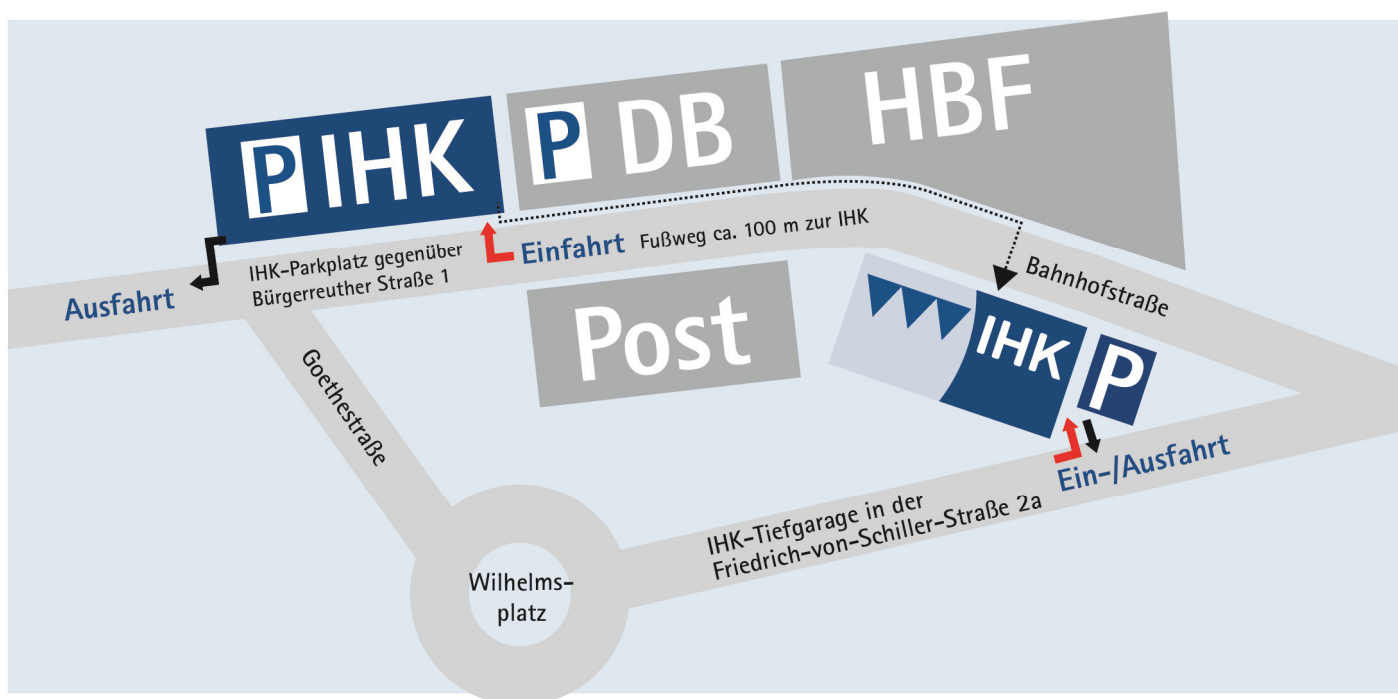 P IHK
P DB
HBF
IHK-Parkplatz gegenüber
Bürgerreuther Straße 1
Einfahrt
Fußweg ca. 100 m zur IHK
Ausfahrt
Bahnhofstraße
Post
IHK
P
Goethestraße
Ein-/Ausfahrt
IHK-Tiefgarage in der
Friedrich-von-Schiller-Straße 2a
Wilhelms-
platz